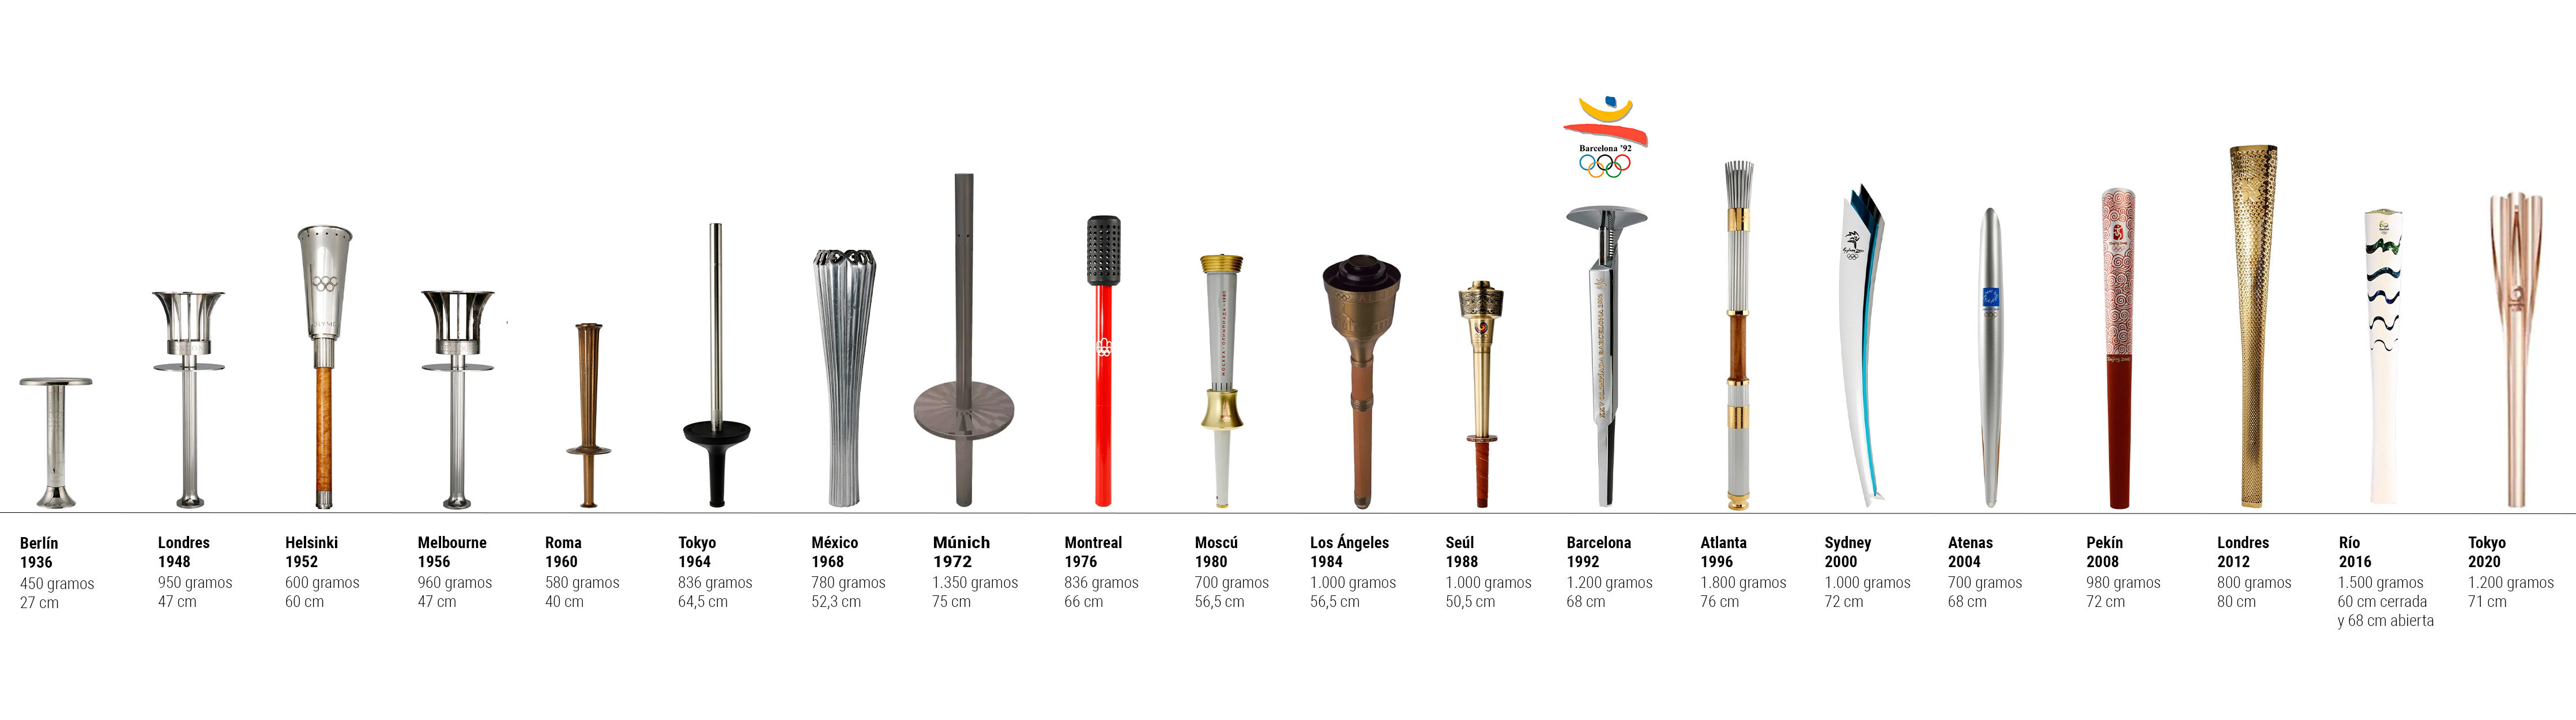 Barcelona '92
Berlín
1936
450 gramos
27 cm
Londres
1948
950 gramos
47 cm
Helsinki
1952
600 gramos
60 cm
Melbourne
1956
960 gramos
47 cm
Roma
1960
580 gramos
40 cm
Tokyo
1964
836 gramos
64,5 cm
México
1968
780 gramos
52,3 cm
Múnich
1972
1.350 gramos
75 cm
Montreal
1976
836 gramos
66 cm
Moscú
1980
700 gramos
56,5 cm
Los Ángeles
1984
1.000 gramos
56,5 cm
Seúl
1988
1.000 gramos
50,5 cm
Barcelona
1992
1.200 gramos
68 cm
Atlanta
1996
1.800 gramos
76 cm
Sydney
2000
1.000 gramos
72 cm
Atenas
2004
700 gramos
68 cm
Pekín
2008
980 gramos
72 cm
Londres
2012
800 gramos
80 cm
Río
2016
1.500 gramos
60 cm cerrada
y 68 cm abierta
Tokyo
2020
1.200 gramos
71 cm